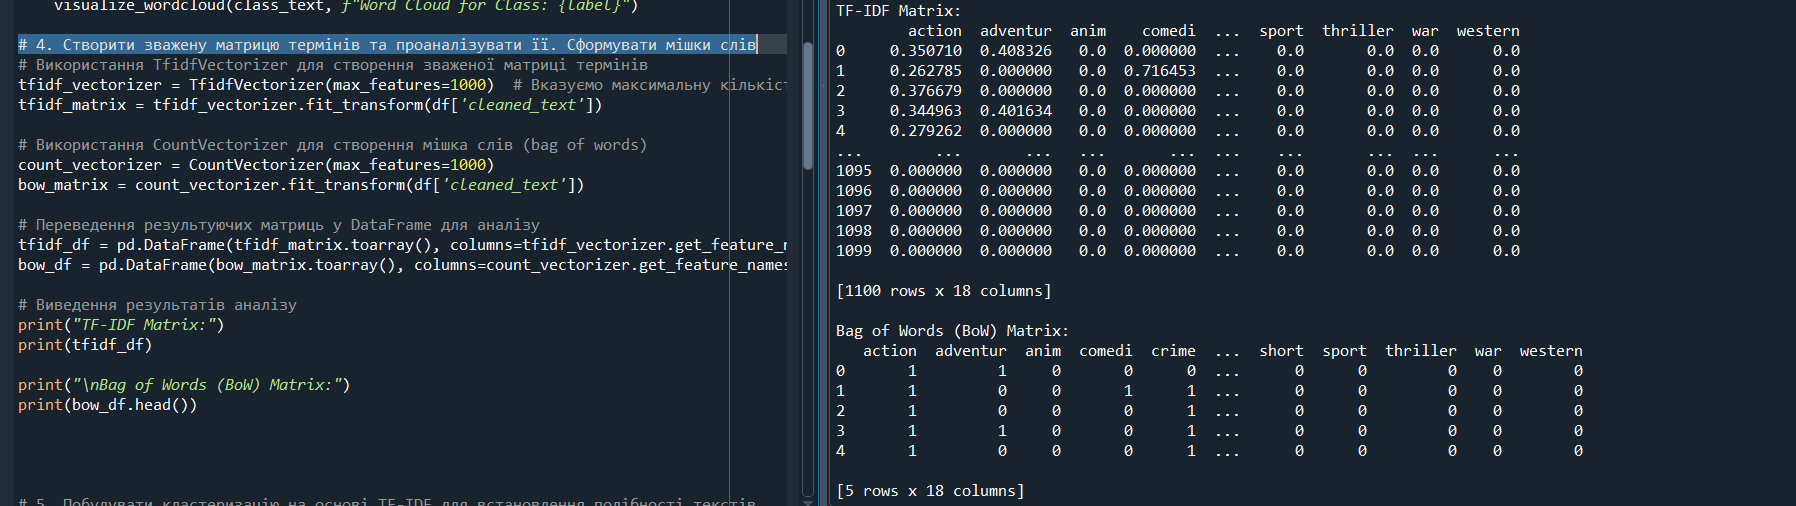 visualize_wordcloud(class_text, f"Word Cloud for Class: {label}")
# 4. Створити зважену матрицю термінів та проаналізувати її. Сформувати мішки слів
# Використання TfidfVectorizer для створення зваженої матриці термінів
tfidf_vectorizer = TfidfVectorizer(max_features=1000)  # Вказуємо максимальну кількіст
tfidf_matrix = tfidf_vectorizer.fit_transform(df['cleaned_text'])
# Використання CountVectorizer для створення мішка слів (bag of words)
count_vectorizer = CountVectorizer(max_features=1000)
bow_matrix = count_vectorizer.fit_transform(df['cleaned_text'])
# Переведення результуючих матриць у DataFrame для аналізу
tfidf_df = pd.DataFrame(tfidf_matrix.toarray(), columns=tfidf_vectorizer.get_feature_n
bow_df = pd.DataFrame(bow_matrix.toarray(), columns=count_vectorizer.get_feature_names
# Виведення результатів аналізу
print("TF-IDF Matrix:")
print(tfidf_df)
print("\nBag of Words (BoW) Matrix:")
print(bow_df.head())
# 5. Побудувати кластеризацію на основі TF-IDF для встановлення подібності текстів
TF-IDF Matrix:
action adventur anim comedi ... sport thriller war western
0 0.350710 0.408326 0.0 0.000000 ... 0.0 0.0 0.0 0.0
1 0.262785 0.000000 0.0 0.716453 ... 0.0 0.0 0.0 0.0
2 0.376679 0.000000 0.0 0.000000 ... 0.0 0.0 0.0 0.0
3 0.344963 0.401634 0.0 0.000000 ... 0.0 0.0 0.0 0.0
4 0.279262 0.000000 0.0 0.000000 ... 0.0 0.0 0.0 0.0
... ... ... ... ... ... ... ... ... ...
1095 0.000000 0.000000 0.0 0.000000 ... 0.0 0.0 0.0 0.0
1096 0.000000 0.000000 0.0 0.000000 ... 0.0 0.0 0.0 0.0
1097 0.000000 0.000000 0.0 0.000000 ... 0.0 0.0 0.0 0.0
1098 0.000000 0.000000 0.0 0.000000 ... 0.0 0.0 0.0 0.0
1099 0.000000 0.000000 0.0 0.000000 ... 0.0 0.0 0.0 0.0
[1100 rows x 18 columns]
Bag of Words (BoW) Matrix:
action adventur anim comedi crime ... short sport thriller war western
0 1 1 0 0 0 ... 0 0 0 0 0
1 1 0 0 1 1 ... 0 0 0 0 0
2 1 0 0 0 1 ... 0 0 0 0 0
3 1 1 0 0 1 ... 0 0 0 0 0
4 1 0 0 0 1 ... 0 0 0 0 0
[5 rows x 18 columns]